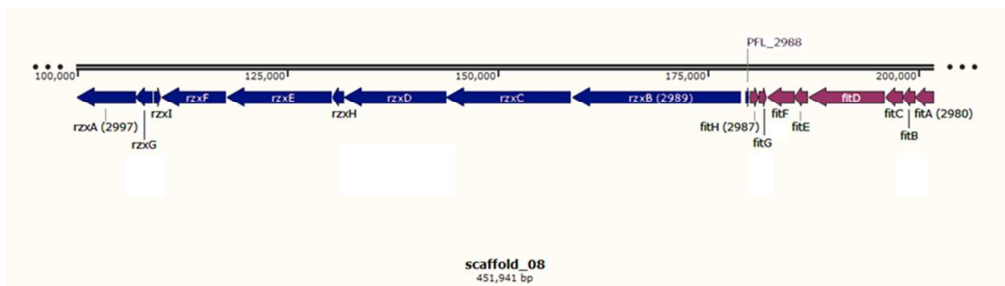 PFL_2988
100,000 125,000 150,000 175,000 200,000
rzxF rzxE rzxD rzxC rzxB (2989) fitD
rzxI rzxH fitF fitC fitA (2980)
rzxA (2997) fitH (2987) fitE fitB
rzxG fitG
scaffold_08
451,941 bp